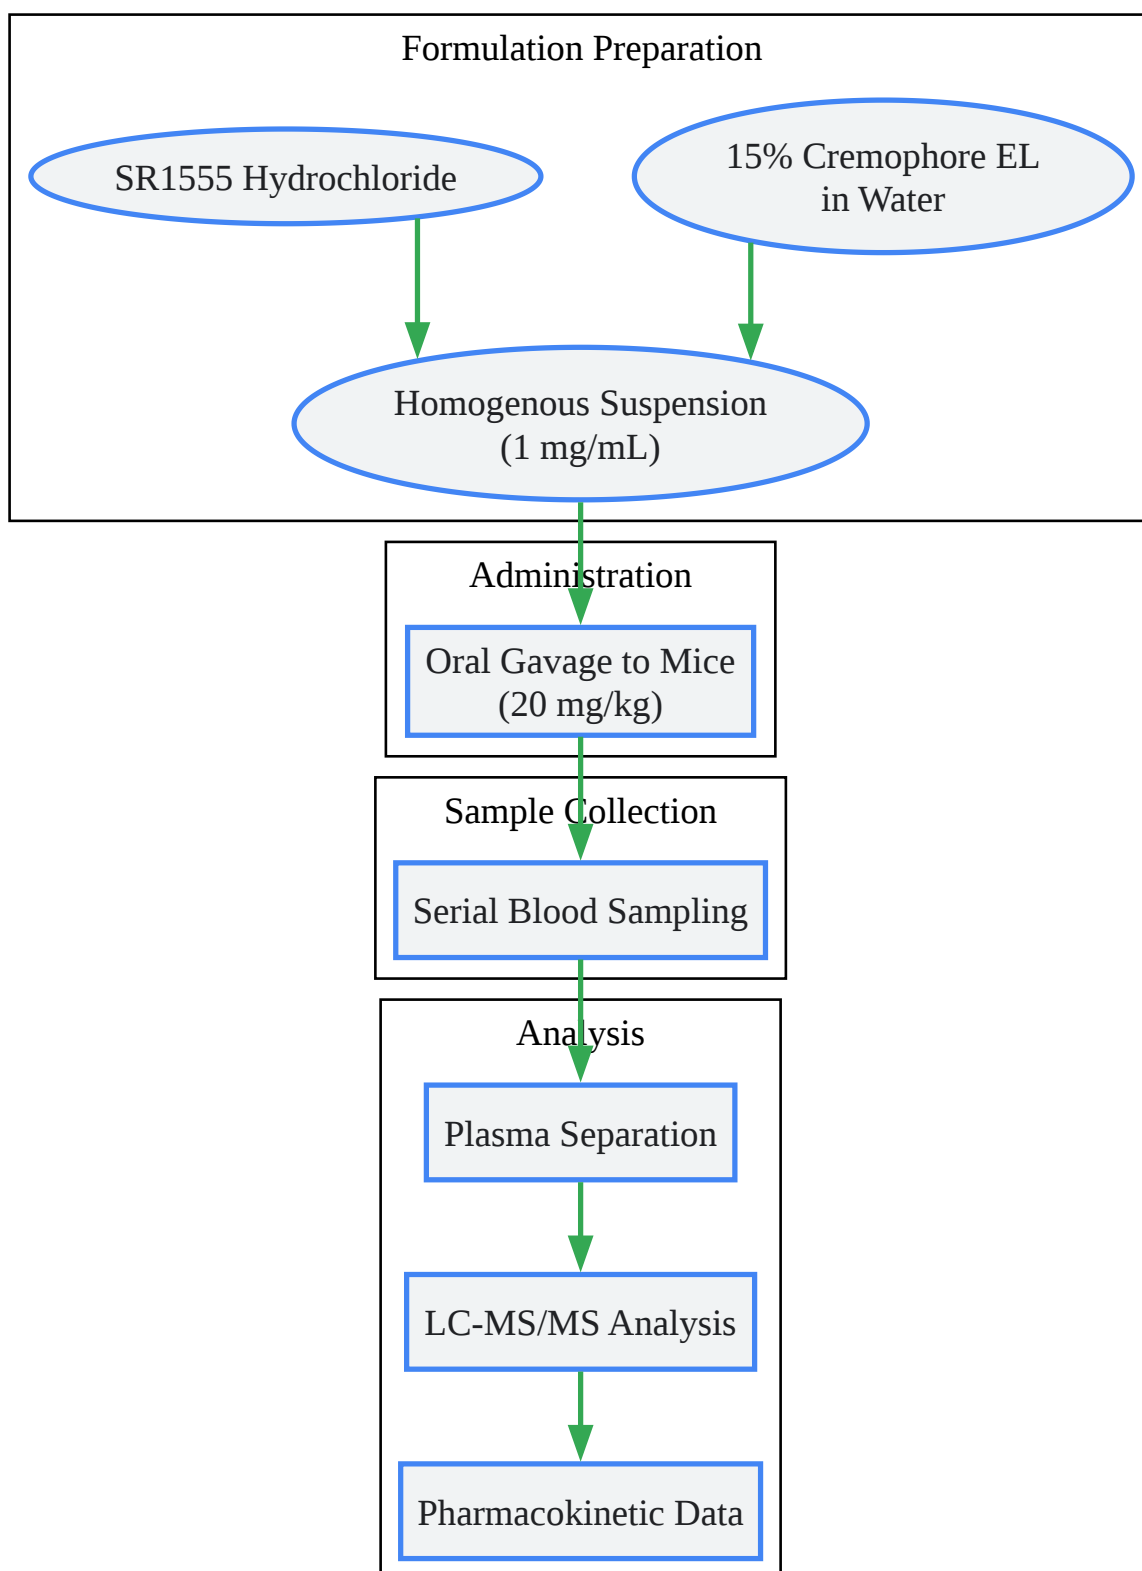 Formulation Preparation
SR1555 Hydrochloride
15% Cremophore EL
in Water
Homogenous Suspension
(1 mg/mL)
Administration
Oral Gavage to Mice
(20 mg/kg)
Sample Collection
Serial Blood Sampling
Analysis
Plasma Separation
LC-MS/MS Analysis
Pharmacokinetic Data